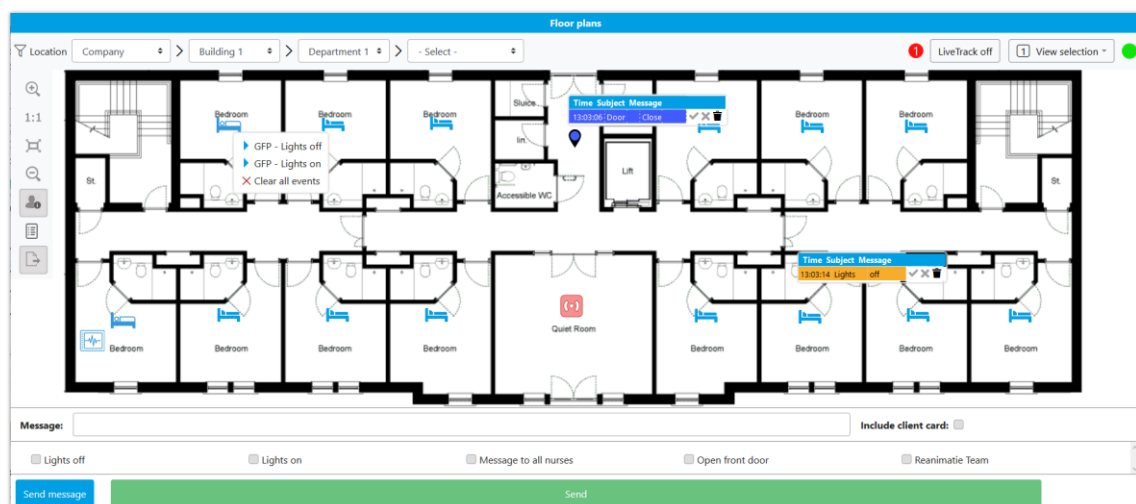 Floor plans
Location Company Building 1 Department 1 - Select - 1 LiveTrack off 1 View selection
1:1
Bedroom Bedroom Bedroom Sluice Bedroom Bedroom Bedroom
Time Subject Message
13:03:06 Door Close
lin.
GFP - Lights off
GFP - Lights on
Clear all events
St. Lift St.
Accessible WC
Time Subject Message
13:03:14 Lights off
Quiet Room
Bedroom Bedroom Bedroom Bedroom Bedroom Bedroom Bedroom Bedroom
Message: Include client card:
Lights off Lights on Message to all nurses Open front door Reanimatie Team
Send message Send